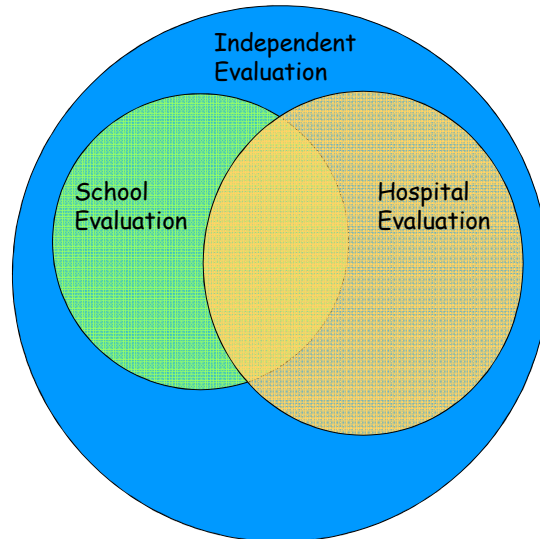 Independent
Evaluation
School
Evaluation
Hospital
Evaluation